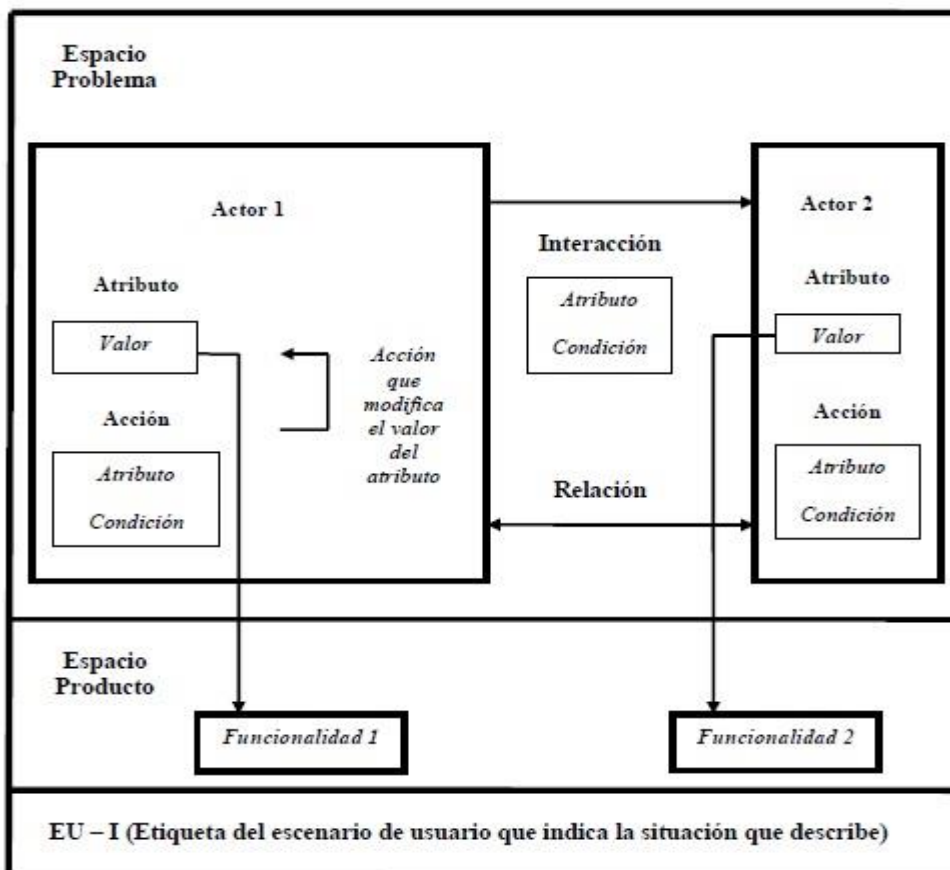 Espacio
Problema
Actor 1
Atributo
Valor
Acción
Atributo
Condición
Acción
que
modifica
el valor
del
atributo
Interacción
Atributo
Condición
Relación
Actor 2
Atributo
Valor
Acción
Atributo
Condición
Espacio
Producto
Funcionalidad 1
Funcionalidad 2
EU – I (Etiqueta del escenario de usuario que indica la situación que describe)